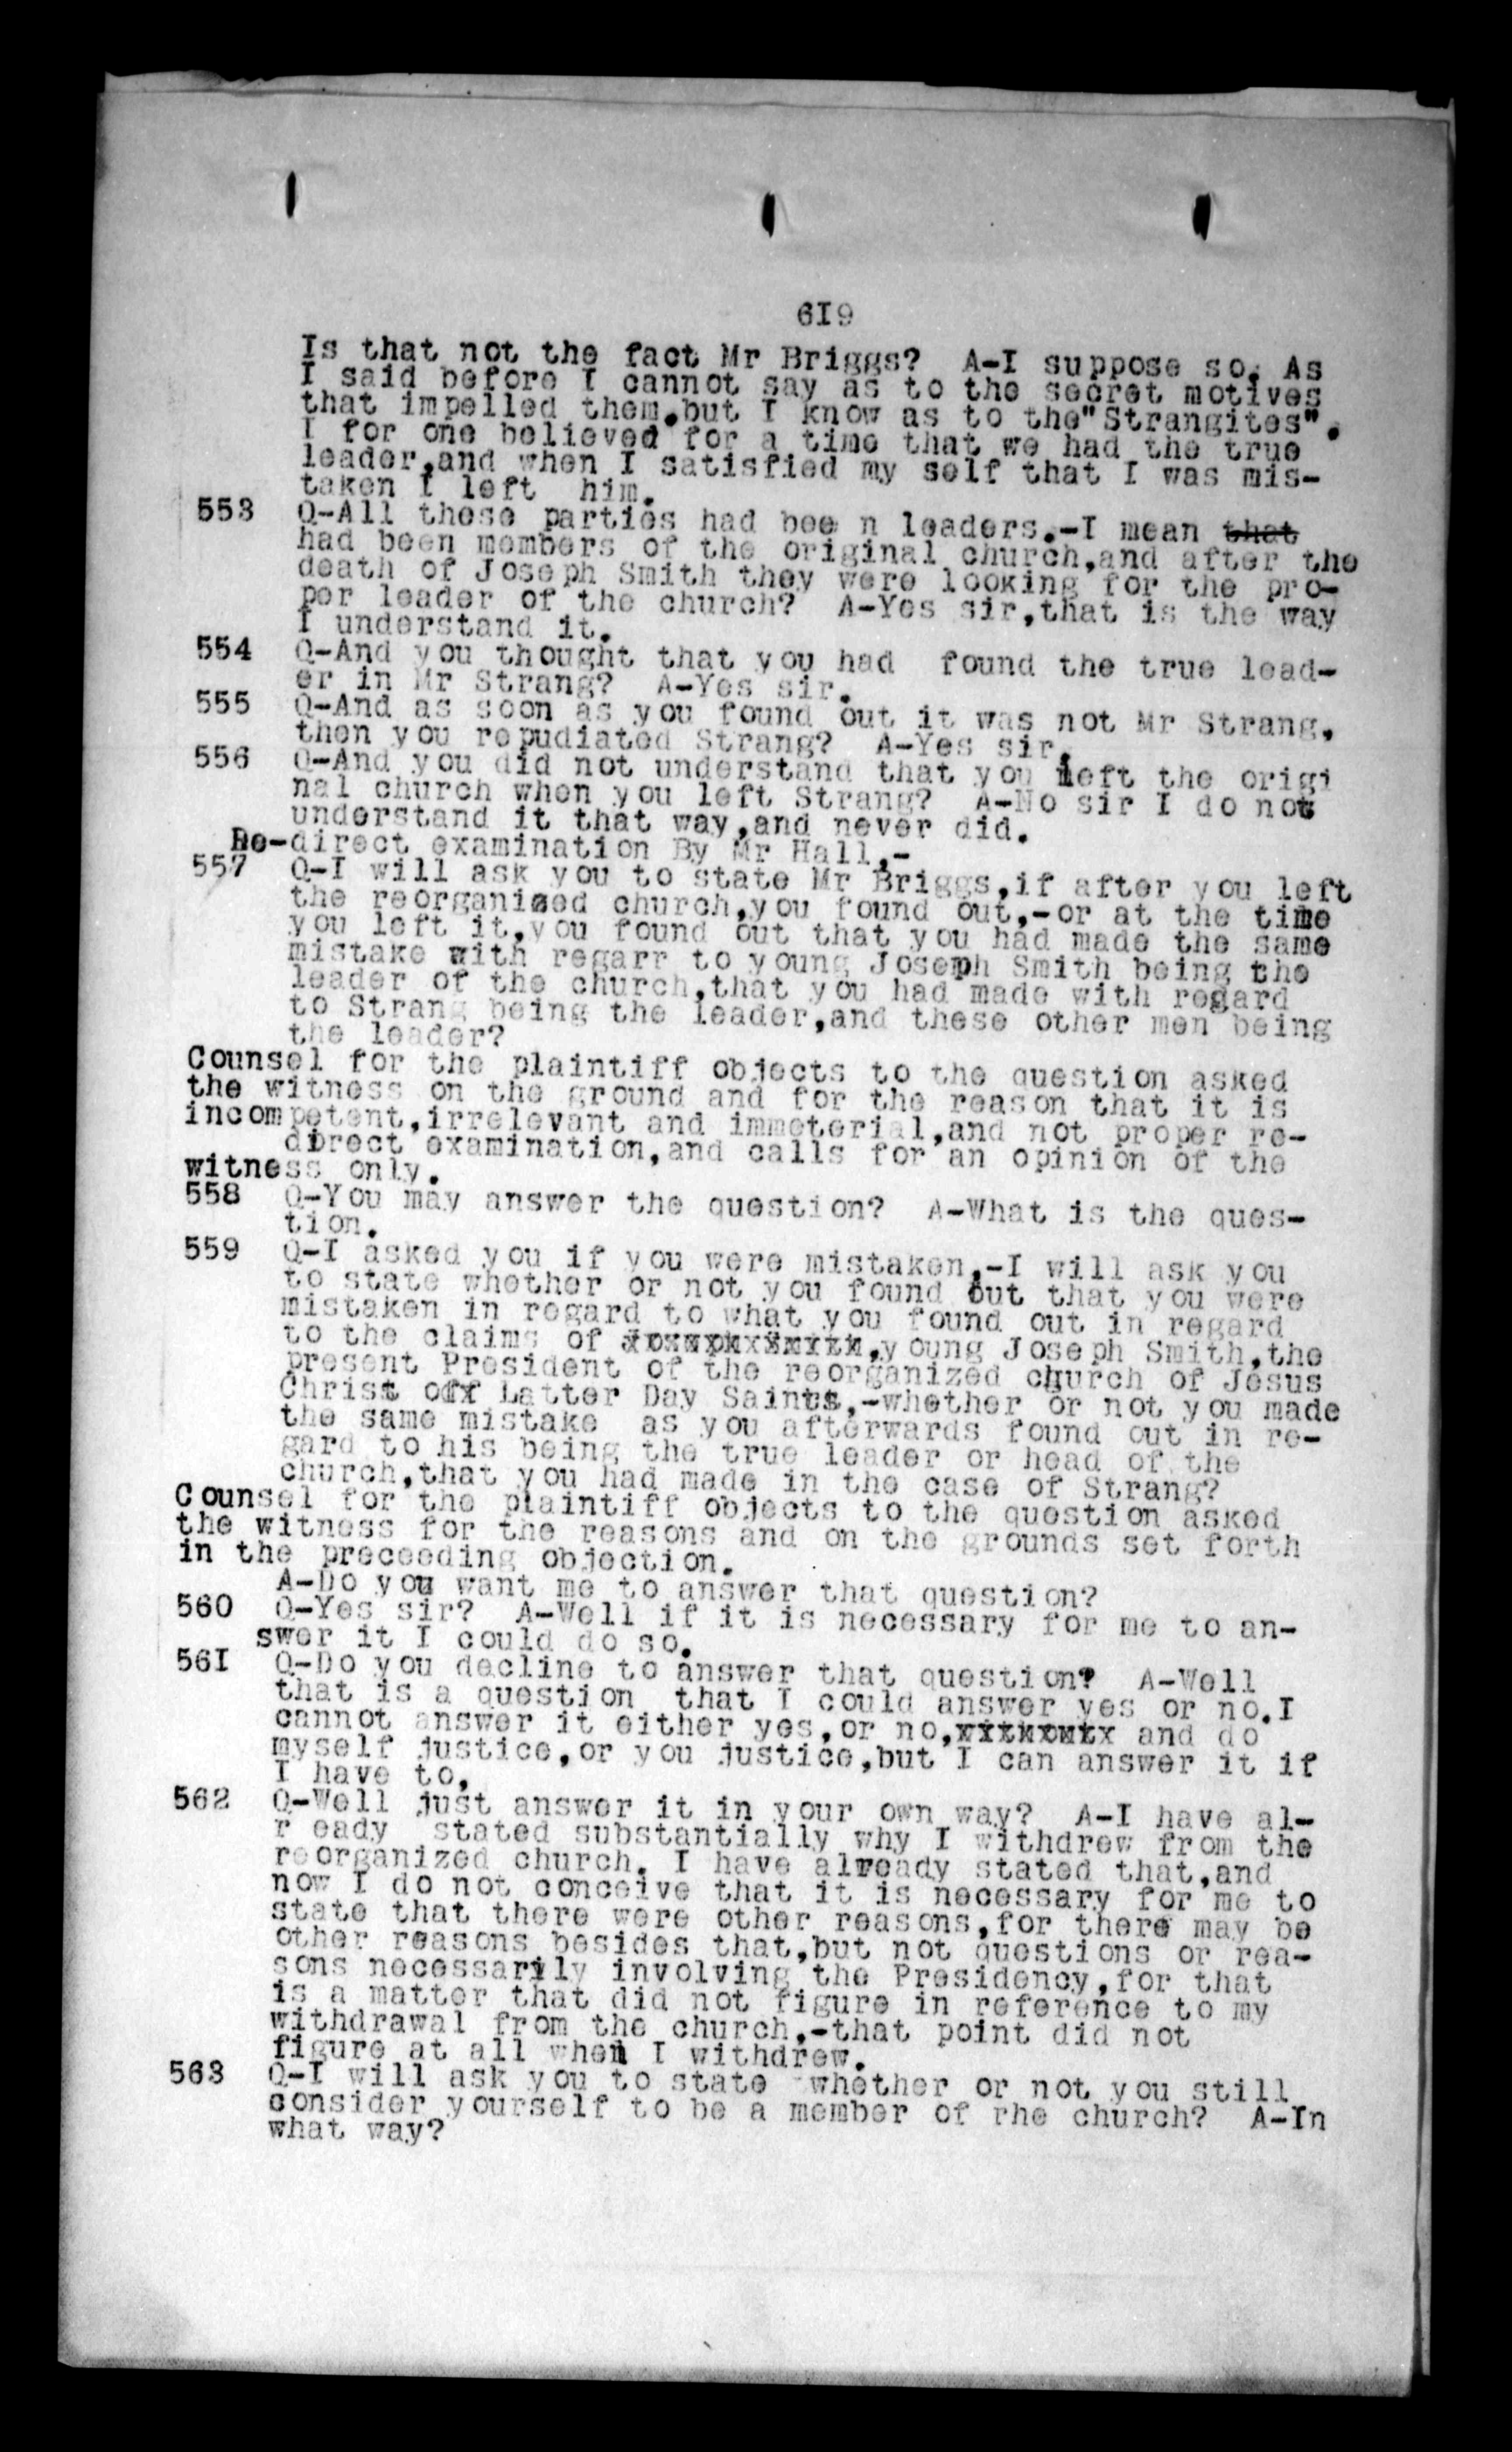 619
Is that not the fact Mr Briggs?  A-I suppose so. As
I said before I cannot say as to the secret motives
that impelled them.but I know as to the"Strangites".
I for one believed for a time that we had the true
leader,and when I satisfied my self that I was mis-
taken I left  him.
553 Q-All these parties had bee n leaders.-I mean that
had been members of the original church,and after the
death of Joseph Smith they were looking for the pro-
per leader of the church?  A-Yes sir,that is the way
I understand it.
554 Q-And you thought that you had  found the true lead-
er in Mr Strang?  A-Yes sir.
555 Q-And as soon as you found out it was not Mr Strang,
then you repudiated Strang?  A-Yes sir.
556 Q-And you did not understand that you left the origi
nal church when you left Strang?  A-No sir I do not
understand it that way,and never did.
Re-direct examination By Mr Hall,-
557 Q-I will ask you to state Mr Briggs,if after you left
the reorganized church,you found out,-or at the time
you left it,you found out that you had made the same
mistake with regarr to young Joseph Smith being the
leader of the church,that you had made with regard
to Strang being the leader,and these other men being
the leader?
Counsel for the plaintiff objects to the question asked
the witness on the ground and for the reason that it is
incompetent,irrelevant and immeterial,and not proper re-
direct examination,and calls for an opinion of the
witness only.
558 Q-You may answer the question?  A-What is the ques-
tion.
559 Q-I asked you if you were mistaken,-I will ask you
to state whether or not you found out that you were
mistaken in regard to what you found out in regard
to the claims of ,young Joseph Smith,the
present President of the reorganized church of Jesus
Christ of Latter Day Saints,-whether or not you made
the same mistake  as you afterwards found out in re-
gard to his being the true leader or head of the
church,that you had made in the case of Strang?
Counsel for the plaintiff objects to the question asked
the witness for the reasons and on the grounds set forth
in the preceeding objection.
A-Do you want me to answer that question?
560 Q-Yes sir?  A-Well if it is necessary for me to an-
swer it I could do so.
561 Q-Do you decline to answer that question?  A-Well
that is a question  that I could answer yes or no.I
cannot answer it either yes,or no, and do
myself justice,or you justice,but I can answer it if
I have to,
562 Q-Well just answer it in your own way?  A-I have al-
r eady  stated substantially why I withdrew from the
reorganized church. I have already stated that,and
now I do not conceive that it is necessary for me to
state that there were other reasons,for there may be
other reasons besides that,but not questions or rea-
sons necessarily involving the Presidency,for that
is a matter that did not figure in reference to my
withdrawal from the church,-that point did not
figure at all when I withdrew.
563 Q-I will ask you to state  whether or not you still
consider yourself to be a member of rhe church?  A-In
what way?